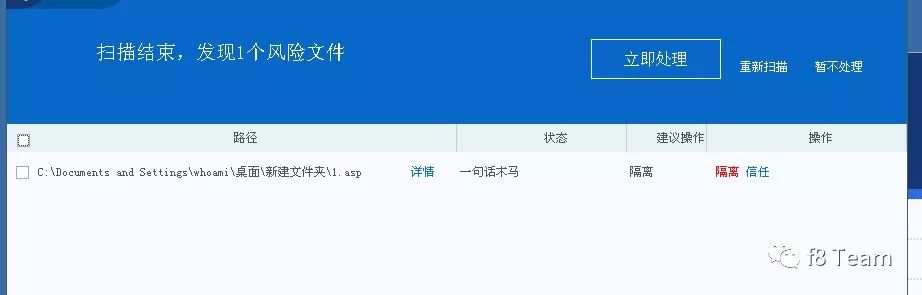 扫描结束，发现1个风险文件
立即处理 重新扫描 暂不处理
路径 状态 建议操作 操作
C:\Documents and Settings\whoami\桌面\新建文件夹\1.asp 详情 一句话木马 隔离 隔离 信任
f8 Team